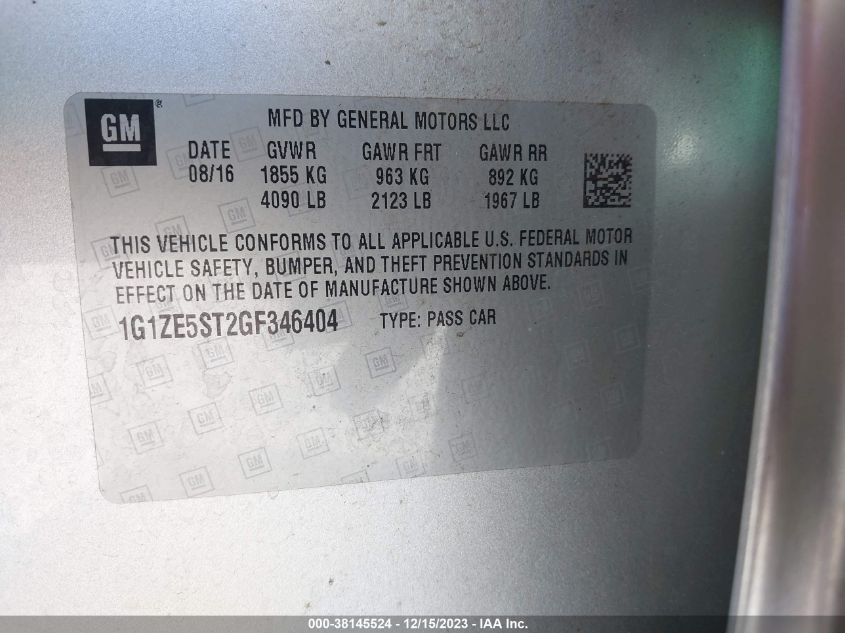 GM ®
MFD BY GENERAL MOTORS LLC
DATE GVWR GAWR FRT GAWR RR
08/16 1855 KG 963 KG 892 KG
4090 LB 2123 LB 1967 LB
THIS VEHICLE CONFORMS TO ALL APPLICABLE U.S. FEDERAL MOTOR
VEHICLE SAFETY, BUMPER, AND THEFT PREVENTION STANDARDS IN
EFFECT ON THE DATE OF MANUFACTURE SHOWN ABOVE.
1G1ZE5ST2GF346404 TYPE: PASS CAR
000-38145524 - 12/15/2023 - IAA Inc.